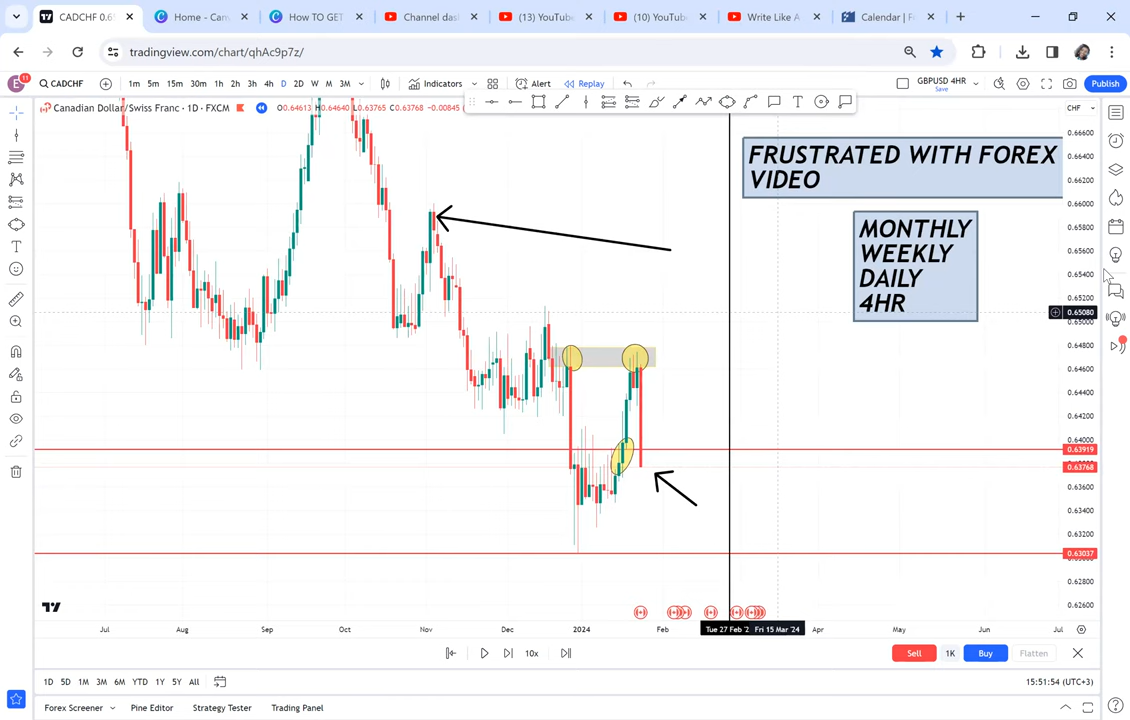 CADCHF 0.6
Home - Can
How TO GET
Channel das
(13) YouTub
(10) YouTub
Write Like A
Calendar | F
tradingview.com/chart/qhAc9p7z/
E 11
CADCHF
1m 5m 15m 30m 1h 2h 3h 4h D 2D W M 3M
Indicators
Alert
Replay
GBPUSD 4HR
Save
Publish
Canadian Dollar/Swiss Franc · 1D · FXCM
O0.64613 H0.64640 L0.63765 C0.63768 -0.00845
CHF
FRUSTRATED WITH FOREX
VIDEO
MONTHLY
WEEKLY
DAILY
4HR
0.66600
0.66400
0.66200
0.66000
0.65800
0.65600
0.65400
0.65200
0.65080
0.65000
0.64800
0.64600
0.64400
0.64200
0.64000
0.63919
0.63768
0.63600
0.63400
0.63200
0.63037
0.62800
0.62600
Jul Aug Sep Oct Nov Dec 2024 Feb Tue 27 Feb '2 Fri 15 Mar '24 Apr May Jun Jul
10x
Sell 1K Buy Flatten
1D 5D 1M 3M 6M YTD 1Y 5Y All
15:51:54 (UTC+3)
Forex Screener Pine Editor Strategy Tester Trading Panel